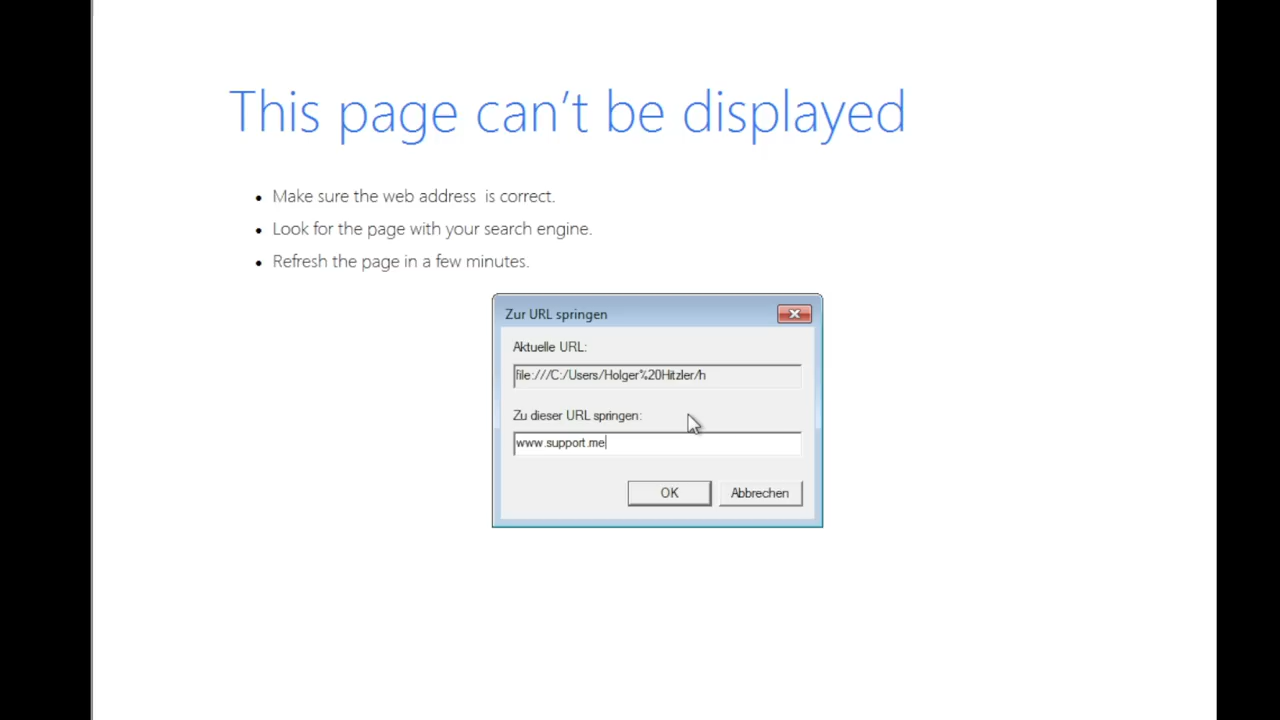 This page can't be displayed
• Make sure the web address  is correct.
• Look for the page with your search engine.
• Refresh the page in a few minutes.
Zur URL springen
Aktuelle URL:
file:///C:/Users/Holger%20Hitzler/h
Zu dieser URL springen:
www.support.me
OK
Abbrechen